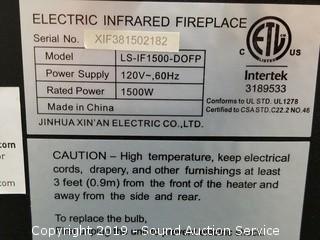 ELECTRIC INFRARED FIREPLACE
Serial No. XIF381502182
Model LS-IF1500-DOFP
Power Supply 120V~,60Hz
Rated Power 1500W
Made in China
JINHUA XIN'AN ELECTRIC CO.,LTD.
C ETL US
LISTED
Intertek
3189533
Conforms to UL STD. UL1278
Certified to CSA STD. C22.2 NO.46
CAUTION - High temperature, keep electrical
cords, drapery, and other furnishings at least
3 feet (0.9m) from the front of the heater and
away from the side and rear.
To replace the bulb,
.com
or
x.com
Copyright 2019 - Sound Auction Service